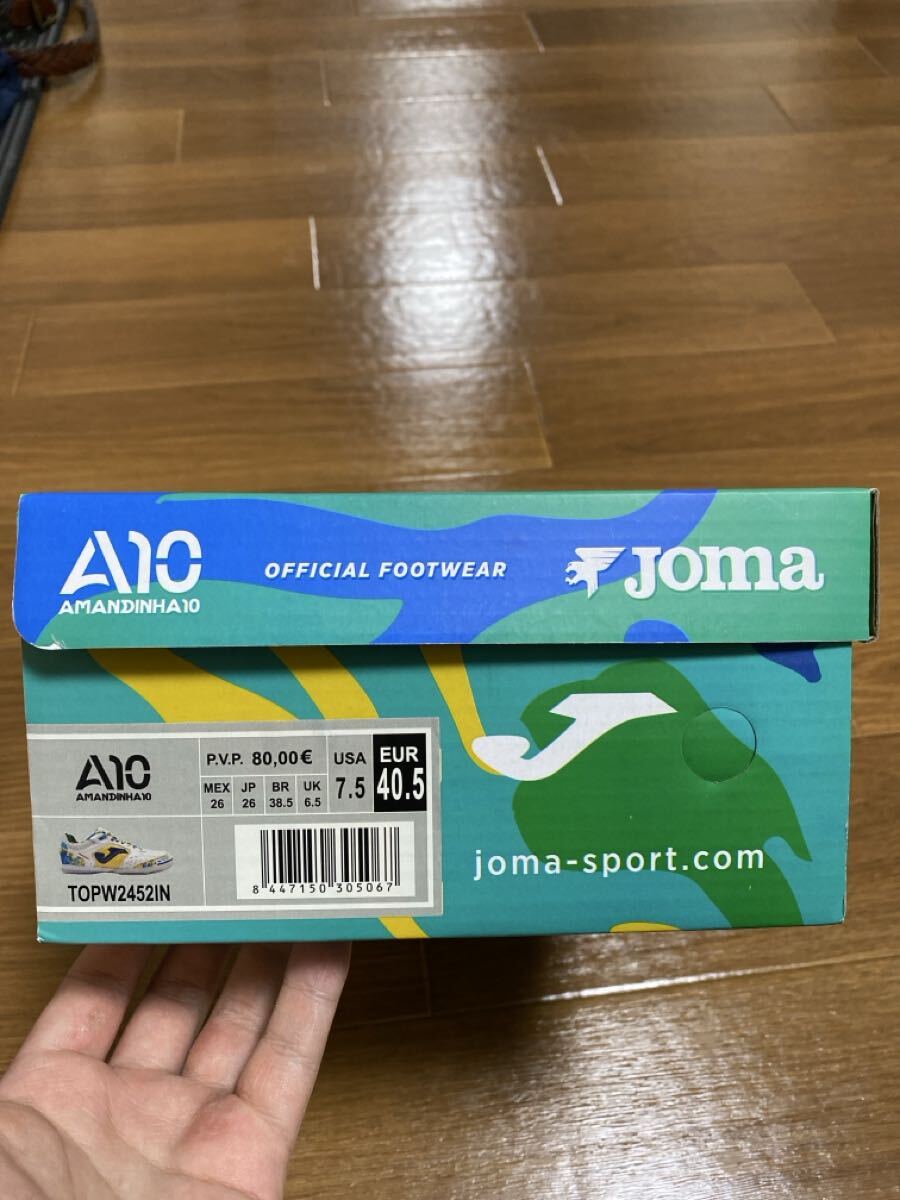 A10
AMANDINHA10
OFFICIAL FOOTWEAR
Joma
A10
AMANDINHA10
P.V.P. 80,00€
MEX JP BR UK
26 26 38.5 6.5
USA
7.5
EUR
40.5
TOPW2452IN
8 447150 305067
joma-sport.com